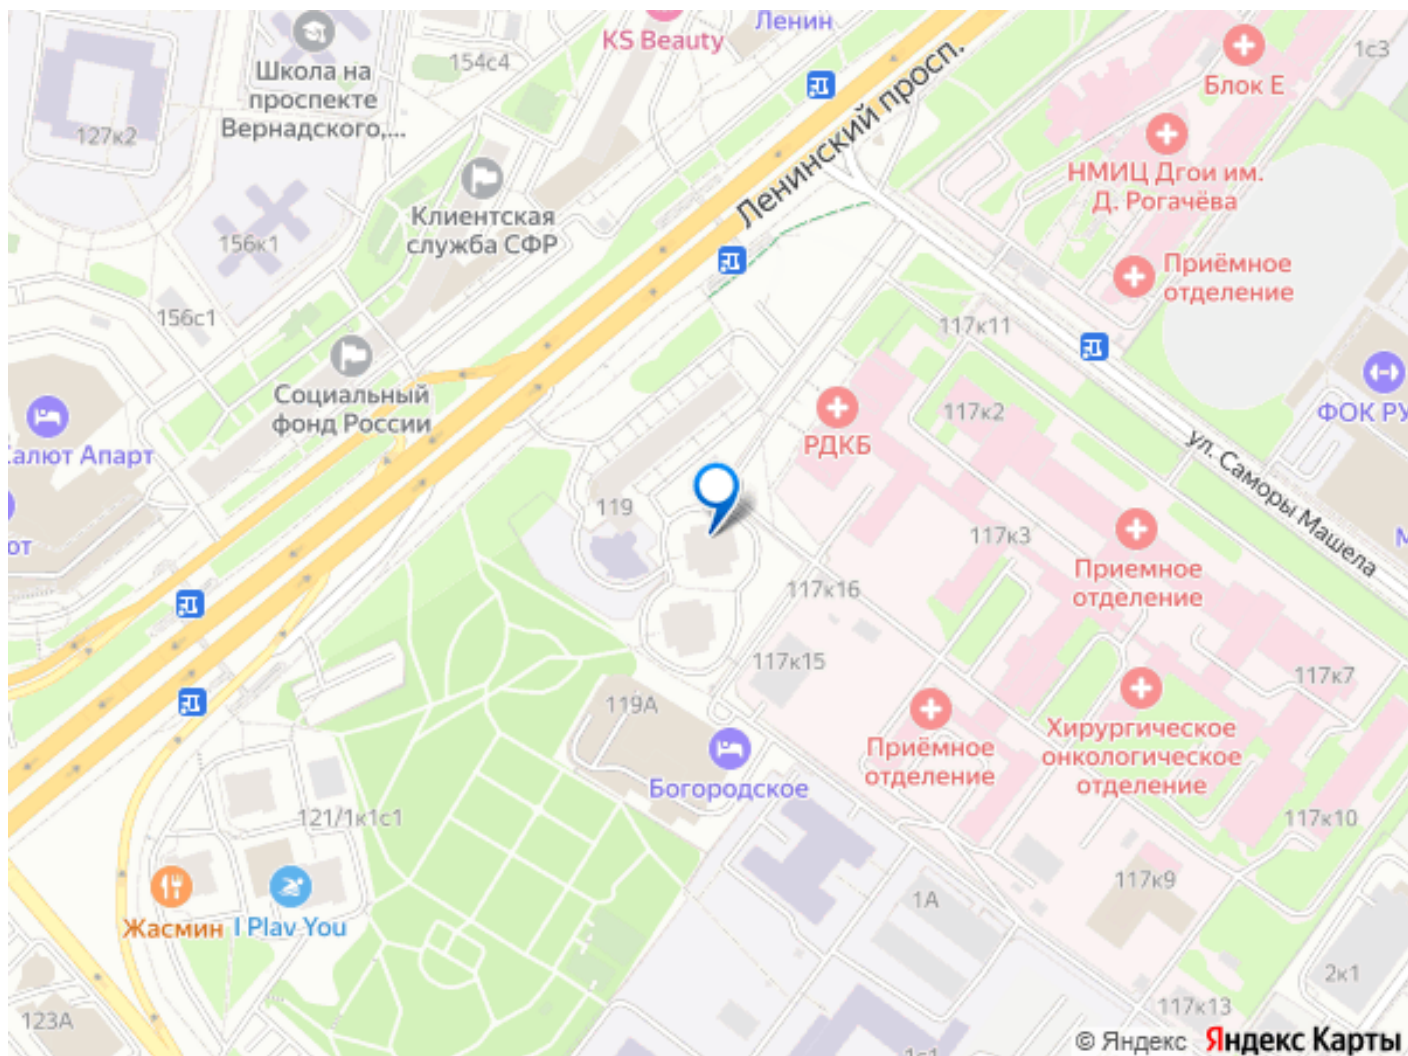 Ленин
KS Beauty
154с4
1с3
Школа на
проспекте
Вернадского,...
127к2
Блок Е
Ленинский просп.
НМИЦ Дгои им.
Д. Рогачёва
Клиентская
служба СФР
156к1
Приёмное
отделение
156с1
117к11
Социальный
фонд России
РДКБ
117к2
ФОК РУ
алют Апарт
ул. Саморы Машела
119
117к3
от
Приемное
отделение
117к16
117к15
117к7
119А
Хирургическое
онкологическое
отделение
Приёмное
отделение
Богородское
121/1к1с1
117к10
117к9
1А
Жасмин
I Plav You
2к1
117к13
123А
1с1
© Яндекс
Яндекс Карты